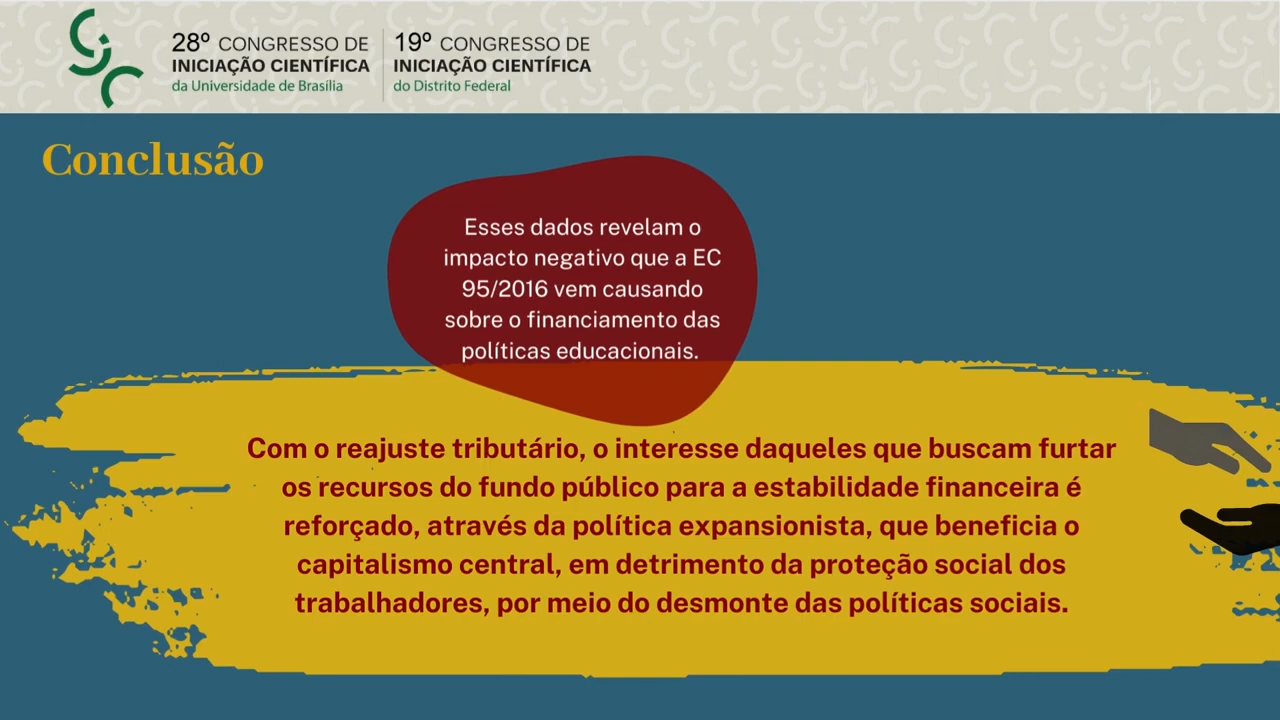 28º CONGRESSO DE
INICIAÇÃO CIENTÍFICA
da Universidade de Brasília
19º CONGRESSO DE
INICIAÇÃO CIENTÍFICA
do Distrito Federal
Conclusão
Esses dados revelam o
impacto negativo que a EC
95/2016 vem causando
sobre o financiamento das
políticas educacionais.
Com o reajuste tributário, o interesse daqueles que buscam furtar
os recursos do fundo público para a estabilidade financeira é
reforçado, através da política expansionista, que beneficia o
capitalismo central, em detrimento da proteção social dos
trabalhadores, por meio do desmonte das políticas sociais.